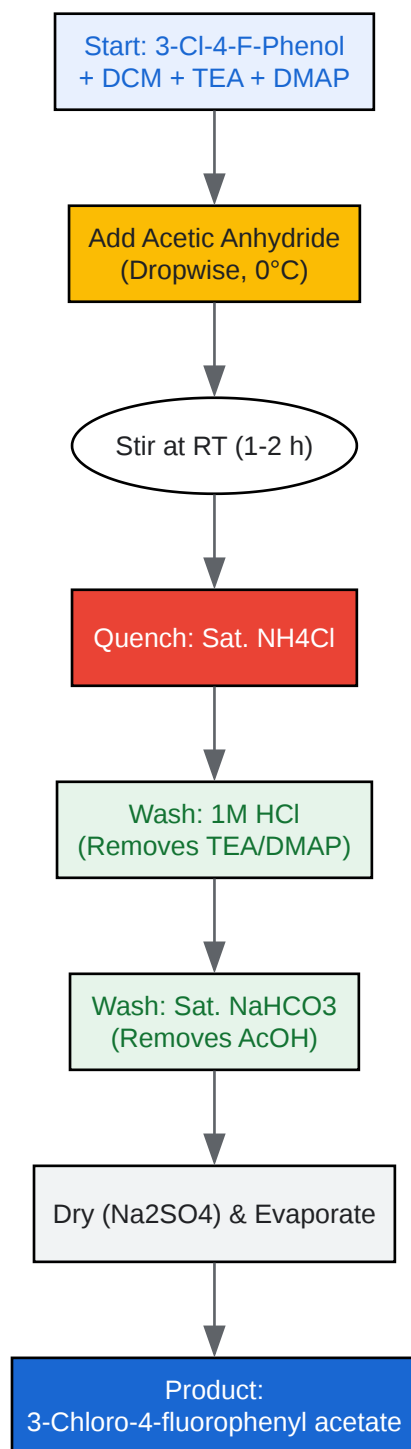 Start: 3-Cl-4-F-Phenol
+ DCM + TEA + DMAP
Add Acetic Anhydride
(Dropwise, 0°C)
Stir at RT (1-2 h)
Quench: Sat. NH4Cl
Wash: 1M HCl
(Removes TEA/DMAP)
Wash: Sat. NaHCO3
(Removes AcOH)
Dry (Na2SO4) & Evaporate
Product:
3-Chloro-4-fluorophenyl acetate